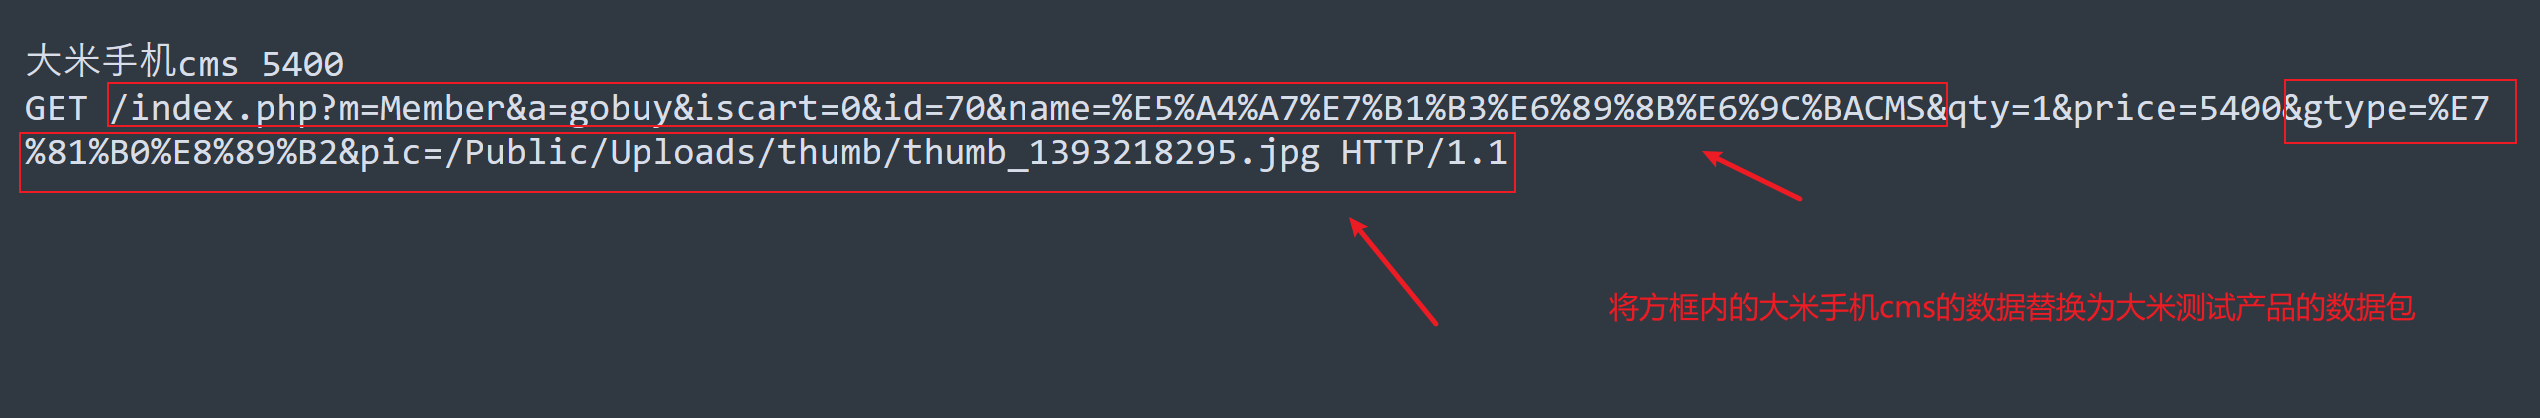 大米手机cms 5400
GET /index.php?m=Member&a=gobuy&iscart=0&id=70&name=%E5%A4%A7%E7%B1%B3%E6%89%8B%E6%9C%BACMS&qty=1&price=5400&gtype=%E7
%81%B0%E8%89%B2&pic=/Public/Uploads/thumb/thumb_1393218295.jpg HTTP/1.1
将方框内的大米手机cms的数据替换为大米测试产品的数据包